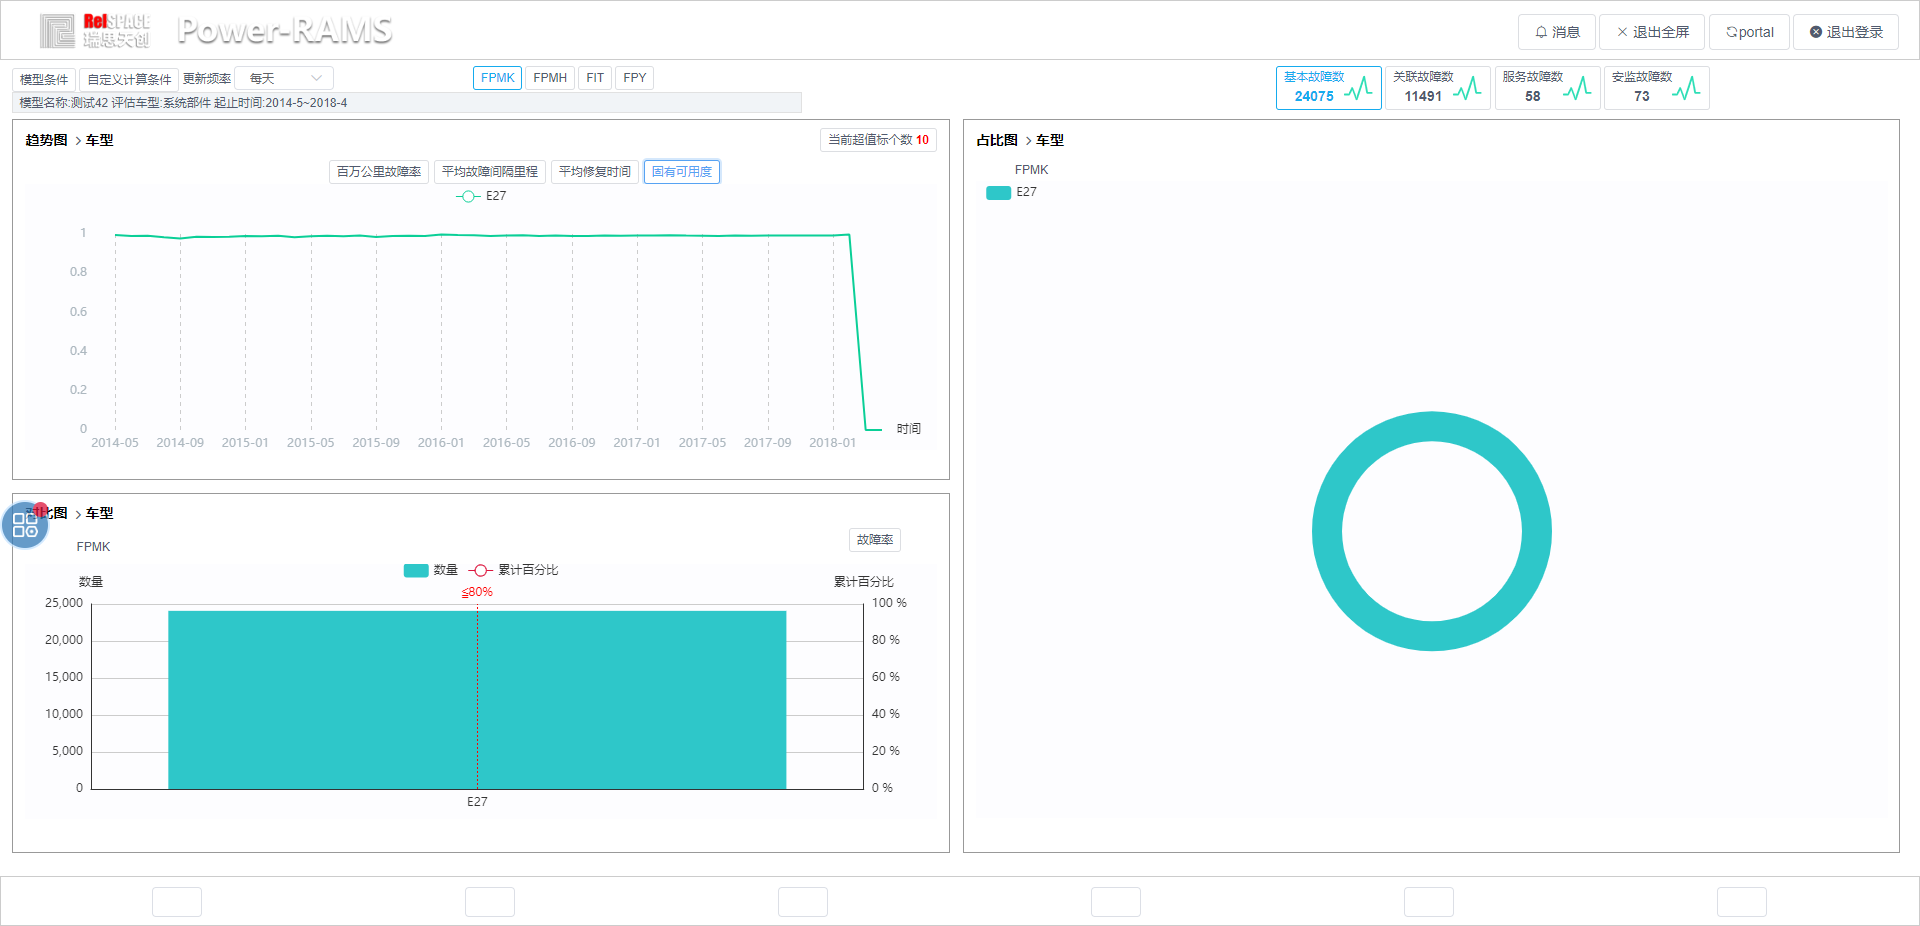 RelSPACE
瑞思天创
Power-RAMS
消息
退出全屏
portal
退出登录
模型条件
自定义计算条件
更新频率
每天
FPMK
FPMH
FIT
FPY
基本故障数
24075
关联故障数
11491
服务故障数
58
安监故障数
73
模型名称:测试42 评估车型:系统部件 起止时间:2014-5~2018-4
趋势图 > 车型
当前超值标个数 10
百万公里故障率
平均故障间隔里程
平均修复时间
固有可用度
E27
1
0.8
0.6
0.4
0.2
0
2014-05
2014-09
2015-01
2015-05
2015-09
2016-01
2016-05
2016-09
2017-01
2017-05
2017-09
2018-01
时间
占比图 > 车型
FPMK
E27
比图 > 车型
FPMK
故障率
数量
累计百分比
数量
累计百分比
≤80%
25,000
20,000
15,000
10,000
5,000
0
100 %
80 %
60 %
40 %
20 %
0 %
E27